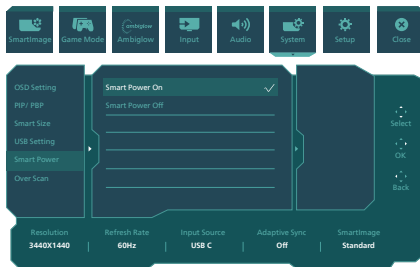 ambiglow
SmartImage Game Mode Ambiglow Input Audio System Setup Close
OSD Setting
PIP/ PBP
Smart Size
USB Setting
Smart Power
Over Scan
Smart Power On
Smart Power Off
Select
OK
Back
Resolution Refresh Rate Input Source Adaptive Sync SmartImage
3440X1440 | 60Hz | USB C | Off | Standard